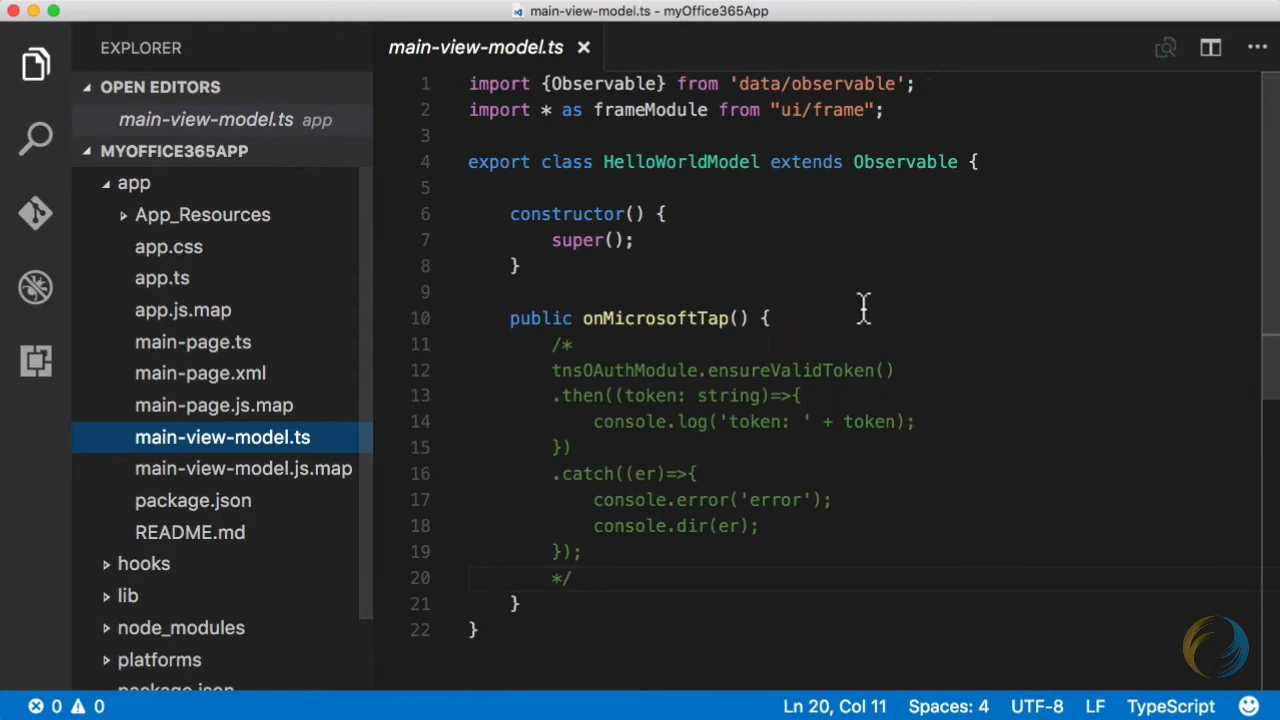 main-view-model.ts - myOffice365App
EXPLORER
OPEN EDITORS
main-view-model.ts app
MYOFFICE365APP
app
App_Resources
app.css
app.ts
app.js.map
main-page.ts
main-page.xml
main-page.js.map
main-view-model.ts
main-view-model.js.map
package.json
README.md
hooks
lib
node_modules
platforms
package.json
main-view-model.ts ×
1 import {Observable} from 'data/observable';
2 import * as frameModule from "ui/frame";
3
4 export class HelloWorldModel extends Observable {
5
6 constructor() {
7 super();
8 }
9
10 public onMicrosoftTap() {
11 /*
12 tnsOAuthModule.ensureValidToken()
13 .then((token: string)=>{
14 console.log('token: ' + token);
15 })
16 .catch((er)=>{
17 console.error('error');
18 console.dir(er);
19 });
20 */
21 }
22 }
0 0 Ln 20, Col 11 Spaces: 4 UTF-8 LF TypeScript